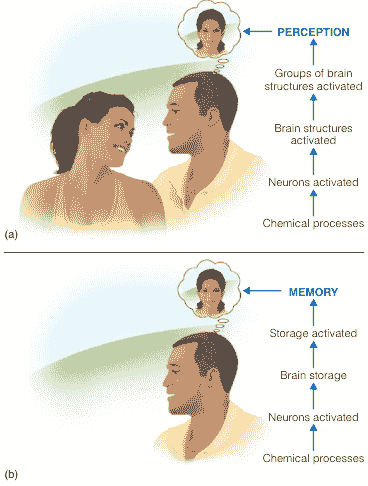 PERCEPTION
Groups of brain
structures activated
Brain structures
activated
Neurons activated
Chemical processes
(a)
MEMORY
Storage activated
Brain storage
Neurons activated
Chemical processes
(b)